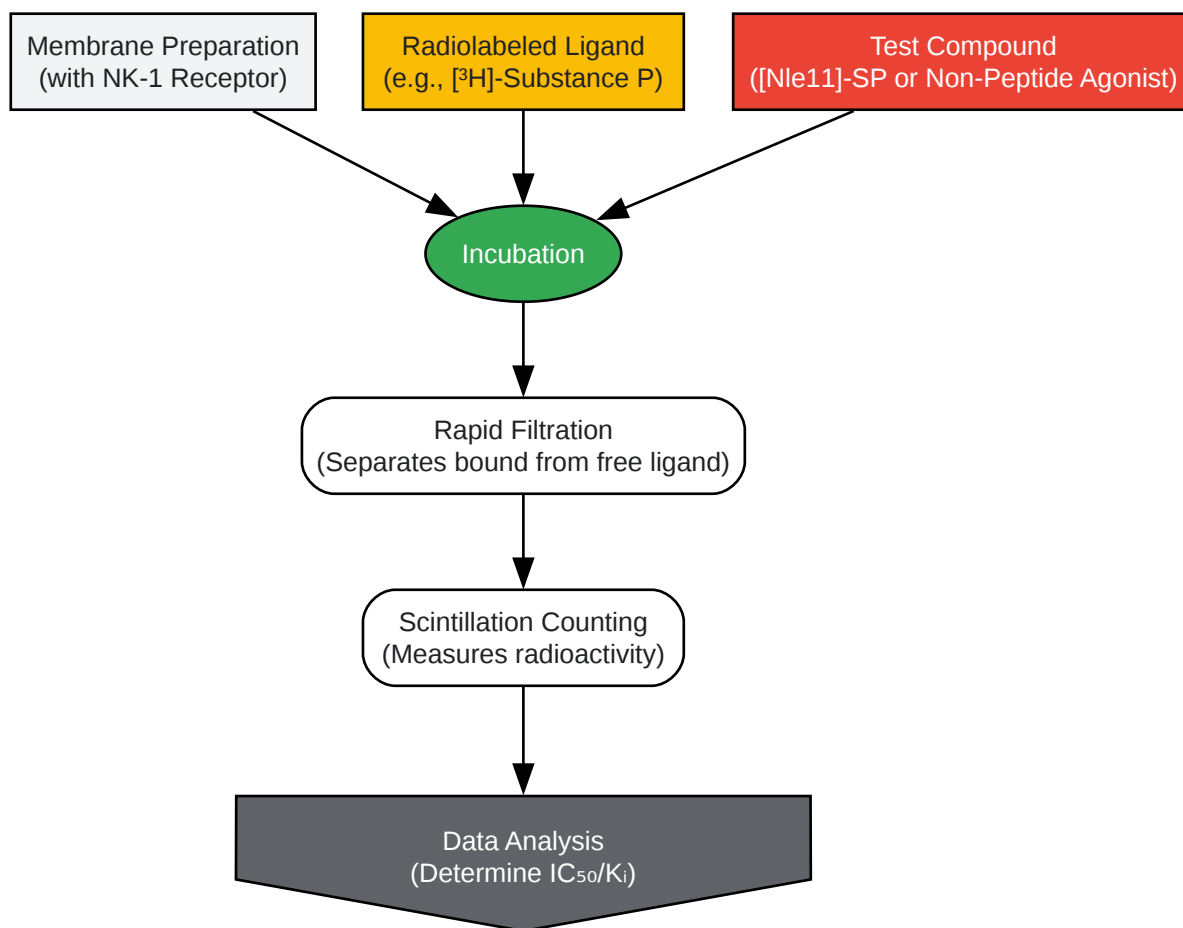 Membrane Preparation
(with NK-1 Receptor)
Radiolabeled Ligand
(e.g., [³H]-Substance P)
Test Compound
([Nle11]-SP or Non-Peptide Agonist)
Incubation
Rapid Filtration
(Separates bound from free ligand)
Scintillation Counting
(Measures radioactivity)
Data Analysis
(Determine IC₅₀/Kᵢ)